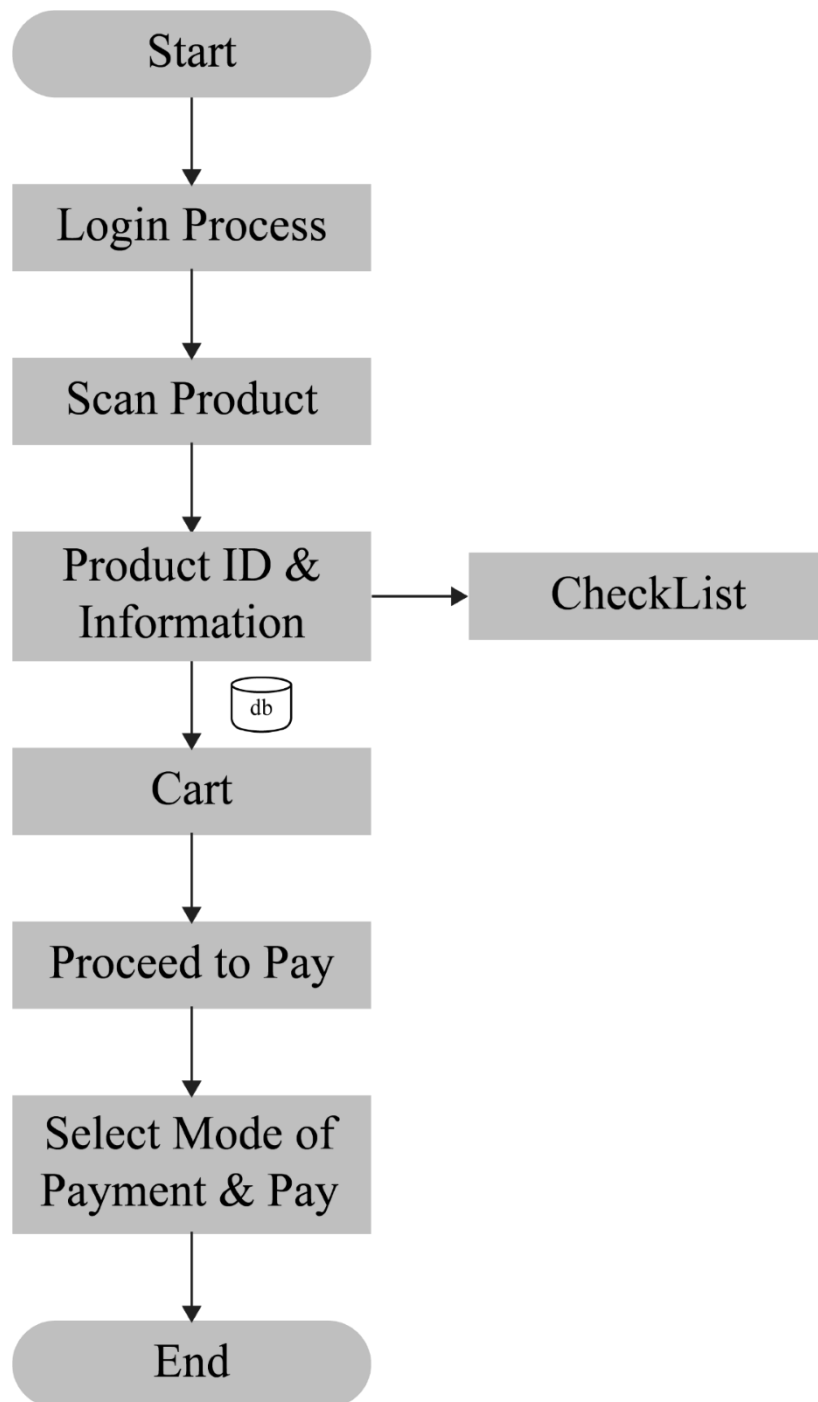 Start
Login Process
Scan Product
Product ID &
Information
CheckList
db
Cart
Proceed to Pay
Select Mode of
Payment & Pay
End